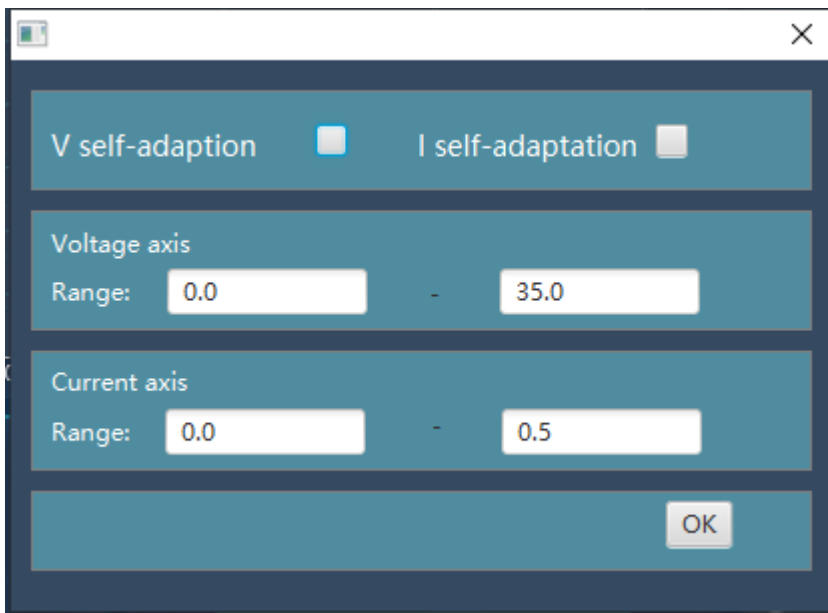 V self-adaption I self-adaptation
Voltage axis
Range: 0.0 - 35.0
Current axis
Range: 0.0 - 0.5
OK